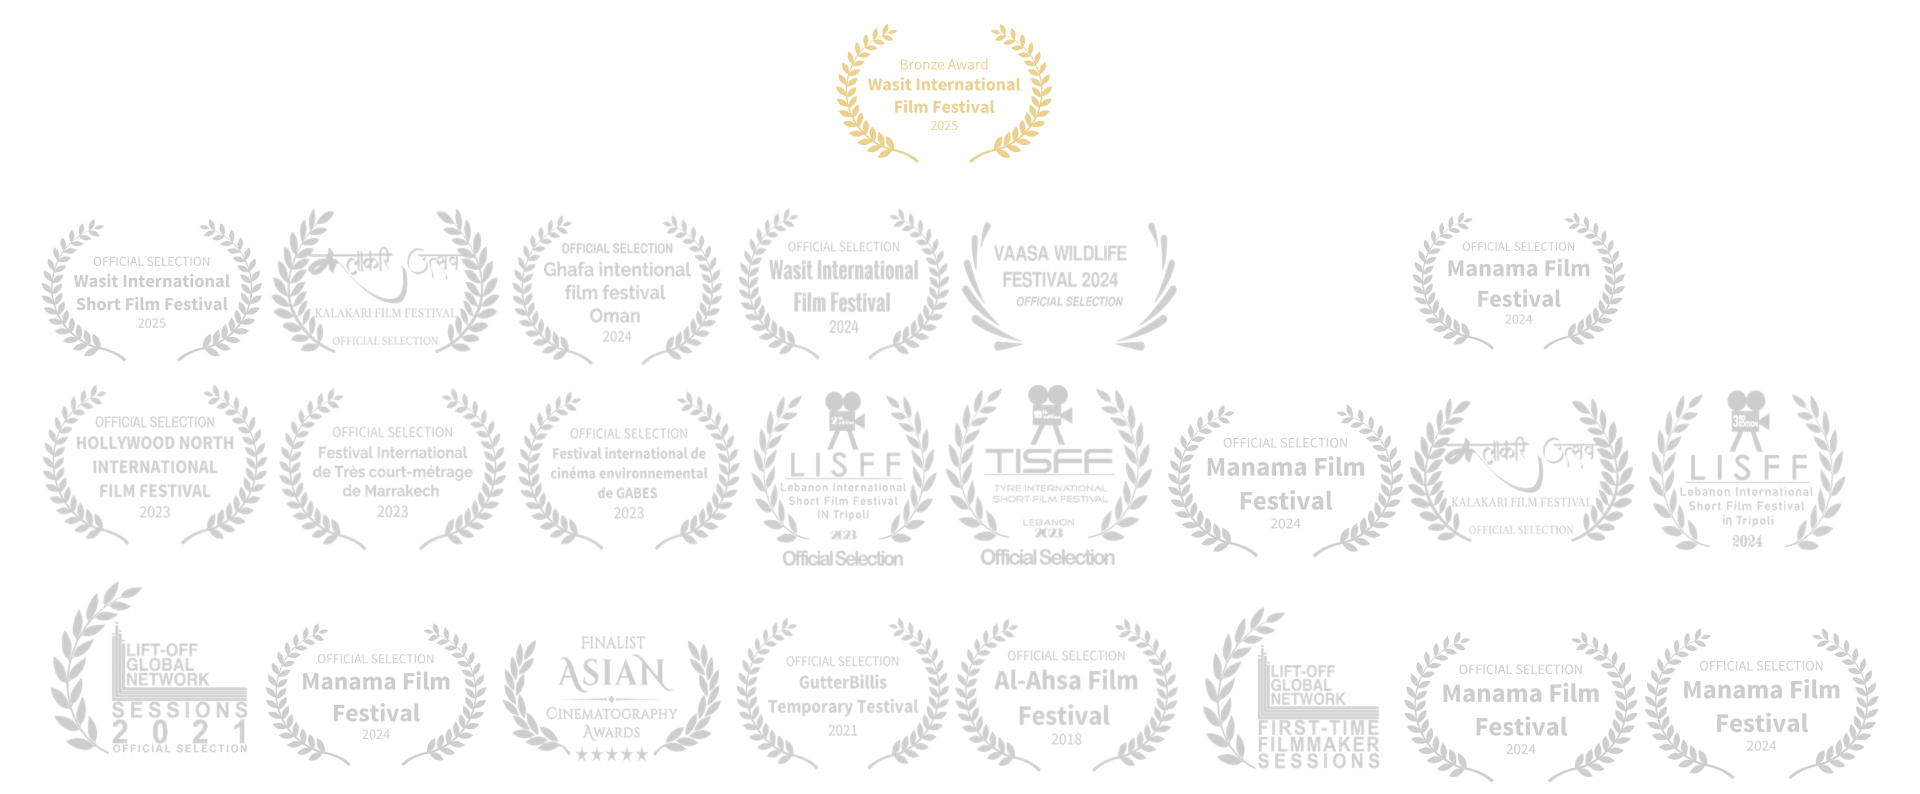 Bronze Award
Wasit International
Film Festival
2025
OFFICIAL SELECTION
Wasit International
Short Film Festival
2025
कलाकारी उत्सव
KALAKARI FILM FESTIVAL
OFFICIAL SELECTION
OFFICIAL SELECTION
Ghafa intentional
film festival
Oman
2024
OFFICIAL SELECTION
Wasit International
Film Festival
2024
VAASA WILDLIFE
FESTIVAL 2024
OFFICIAL SELECTION
OFFICIAL SELECTION
Manama Film
Festival
2024
OFFICIAL SELECTION
HOLLYWOOD NORTH
INTERNATIONAL
FILM FESTIVAL
2023
OFFICIAL SELECTION
Festival International
de Très court-métrage
de Marrakech
2023
OFFICIAL SELECTION
Festival international de
cinéma environnemental
de GABES
2023
LISFF
Lebanon International
Short Film Festival
IN Tripoli
2023
Official Selection
TISFF
TYRE INTERNATIONAL
SHORT FILM FESTIVAL
LEBANON
2023
Official Selection
OFFICIAL SELECTION
Manama Film
Festival
2024
कलाकारी उत्सव
KALAKARI FILM FESTIVAL
OFFICIAL SELECTION
3RD
EDITION
LISFF
Lebanon International
Short Film Festival
in Tripoli
2024
LIFT-OFF
GLOBAL
NETWORK
SESSIONS
2021
OFFICIAL SELECTION
OFFICIAL SELECTION
Manama Film
Festival
2024
FINALIST
ASIAN
CINEMATOGRAPHY
AWARDS
OFFICIAL SELECTION
GutterBillis
Temporary Testival
2021
OFFICIAL SELECTION
Al-Ahsa Film
Festival
2018
LIFT-OFF
GLOBAL
NETWORK
FIRST-TIME
FILMMAKER
SESSIONS
OFFICIAL SELECTION
Manama Film
Festival
2024
OFFICIAL SELECTION
Manama Film
Festival
2024